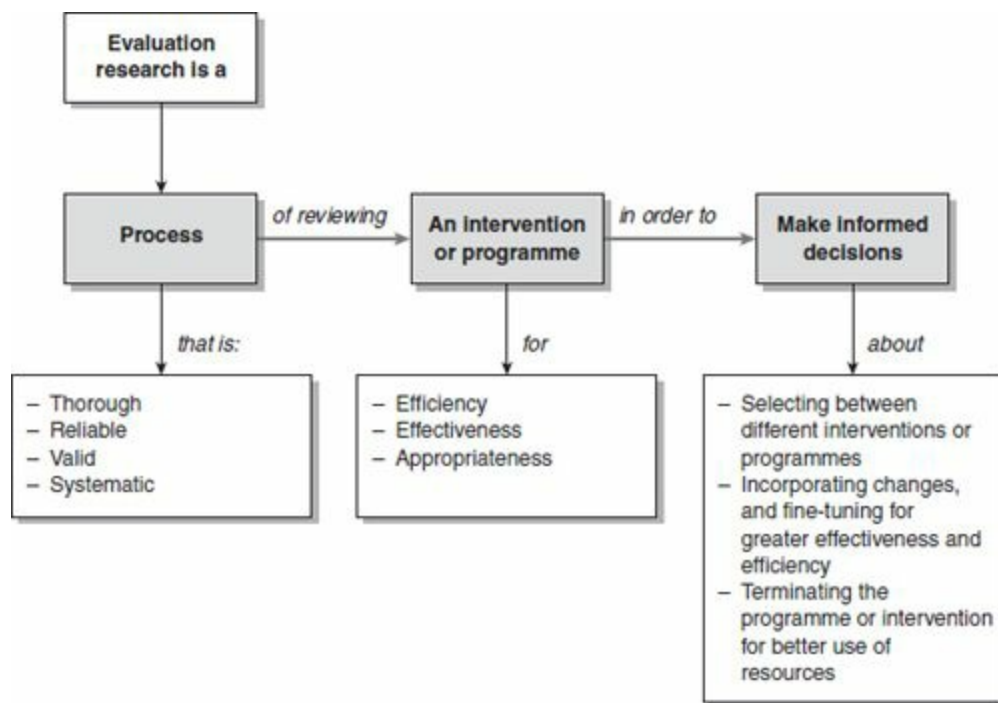 Evaluation
research is a
Process
of reviewing
An intervention
or programme
in order to
Make informed
decisions
that is:
for
about
– Thorough
– Reliable
– Valid
– Systematic
– Efficiency
– Effectiveness
– Appropriateness
– Selecting between
different interventions or
programmes
– Incorporating changes,
and fine-tuning for
greater effectiveness and
efficiency
– Terminating the
programme or intervention
for better use of
resources